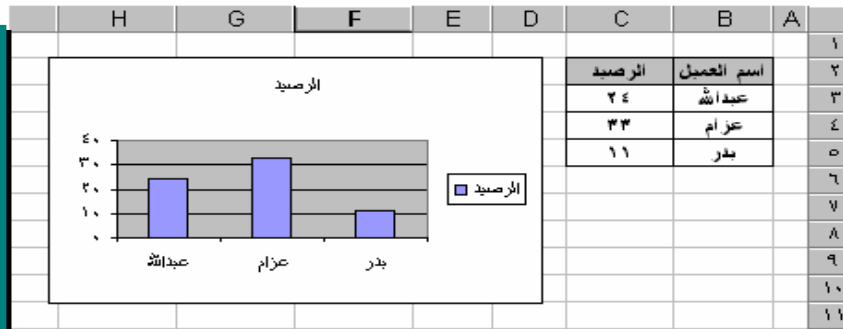 A B C D E F G H
١
٢ اسم العميل الرصيد
٣ عبدالله ٢٤
٤ عزام ٣٣
٥ بدر ١١
٦
٧
٨
٩
١٠
١١
الرصيد
٤٠
٣٠
٢٠
١٠
٠
الرصيد
عبدالله عزام بدر